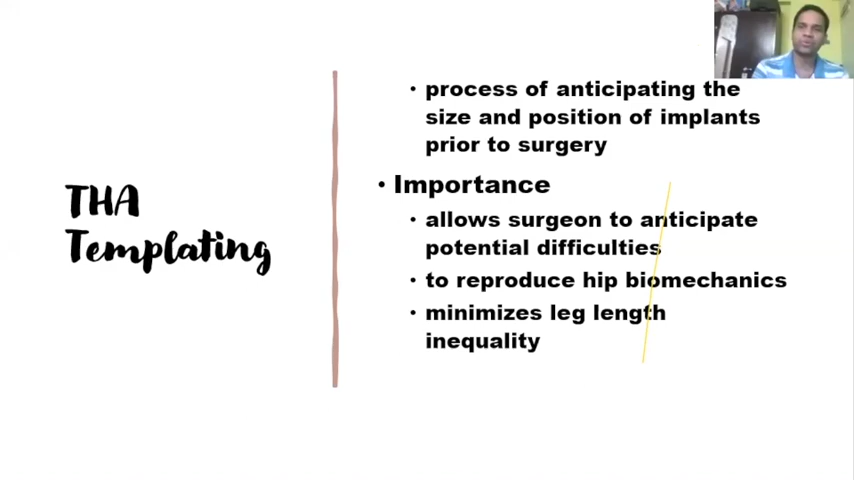 THA
Templating
• process of anticipating the
size and position of implants
prior to surgery
• Importance
• allows surgeon to anticipate
potential difficulties
• to reproduce hip biomechanics
• minimizes leg length
inequality